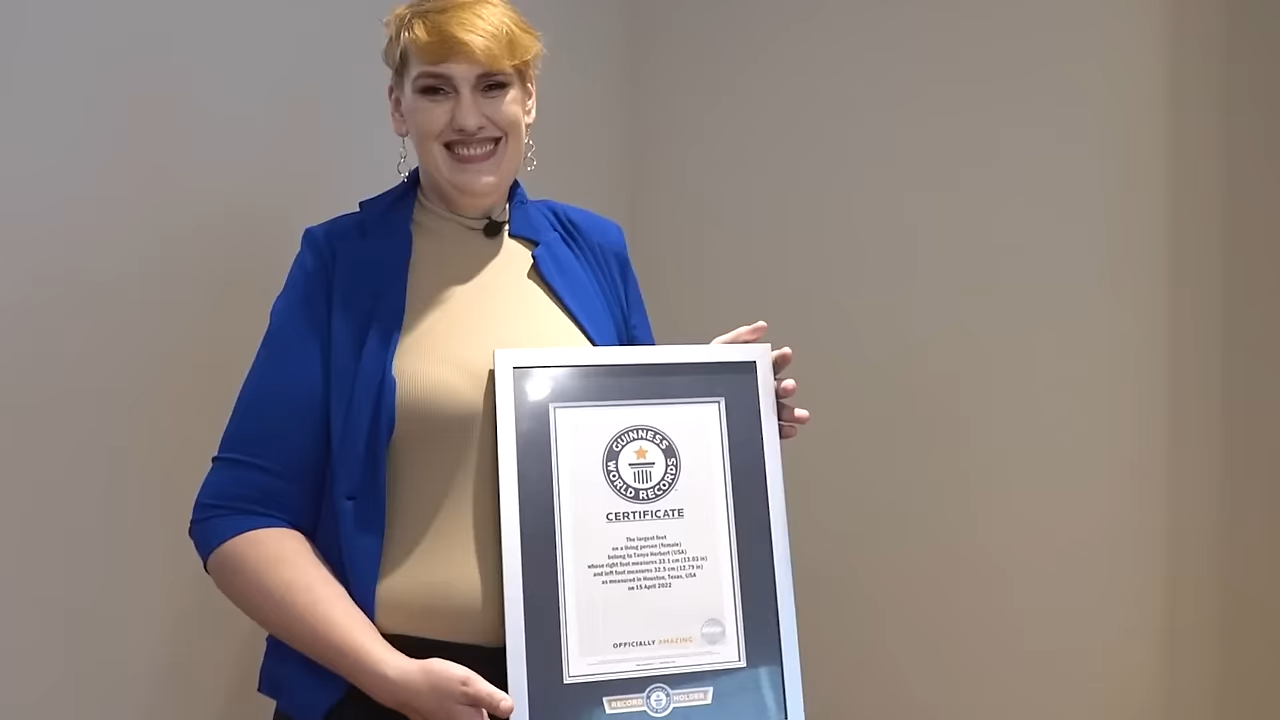 GUINNESS
WORLD RECORDS
CERTIFICATE
The largest feet
on a living person (female)
belong to Tanya Herbert (USA)
whose right foot measures 33.1 cm (13.03 in)
and left foot measures 32.5 cm (12.79 in)
as measured in Houston, Texas, USA
on 15 April 2022
OFFICIALLY AMAZING
RECORD HOLDER